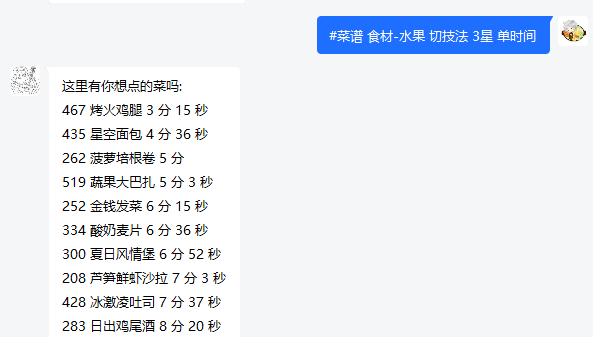 #菜谱 食材-水果 切技法 3星 单时间
这里有你想点的菜吗:
467 烤火鸡腿 3 分 15 秒
435 星空面包 4 分 36 秒
262 菠萝培根卷 5 分
519 蔬果大巴扎 5 分 3 秒
252 金钱发菜 6 分 15 秒
334 酸奶麦片 6 分 36 秒
300 夏日风情堡 6 分 52 秒
208 芦笋鲜虾沙拉 7 分 3 秒
428 冰激凌吐司 7 分 37 秒
283 日出鸡尾酒 8 分 20 秒